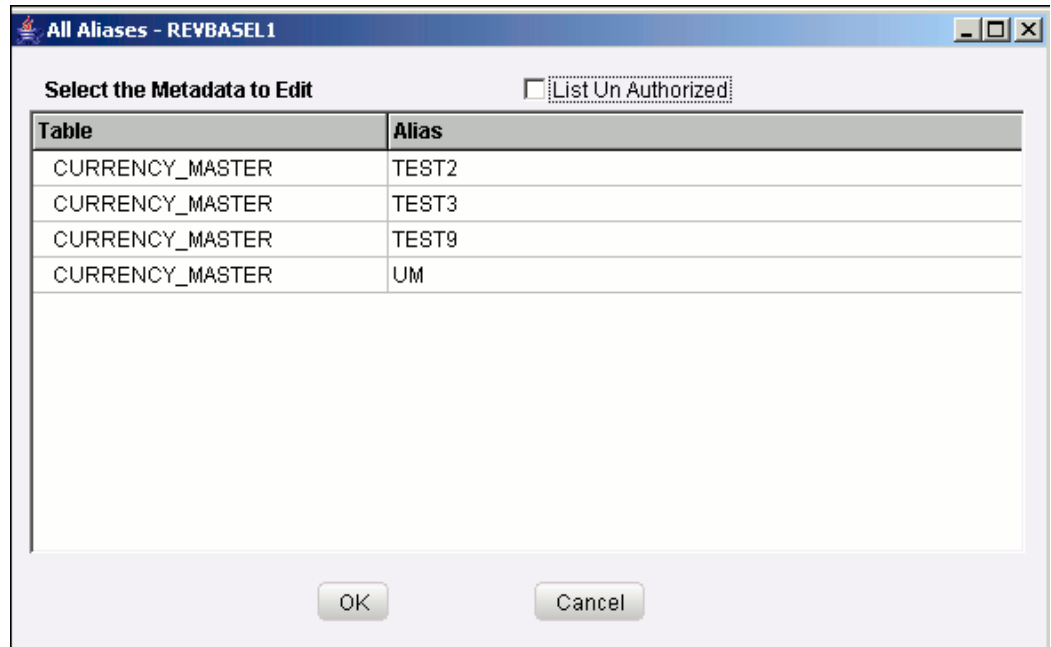 All Aliases - REVBASEL1
Select the Metadata to Edit List Un Authorized
Table Alias
CURRENCY_MASTER TEST2
CURRENCY_MASTER TEST3
CURRENCY_MASTER TEST9
CURRENCY_MASTER UM
OK Cancel